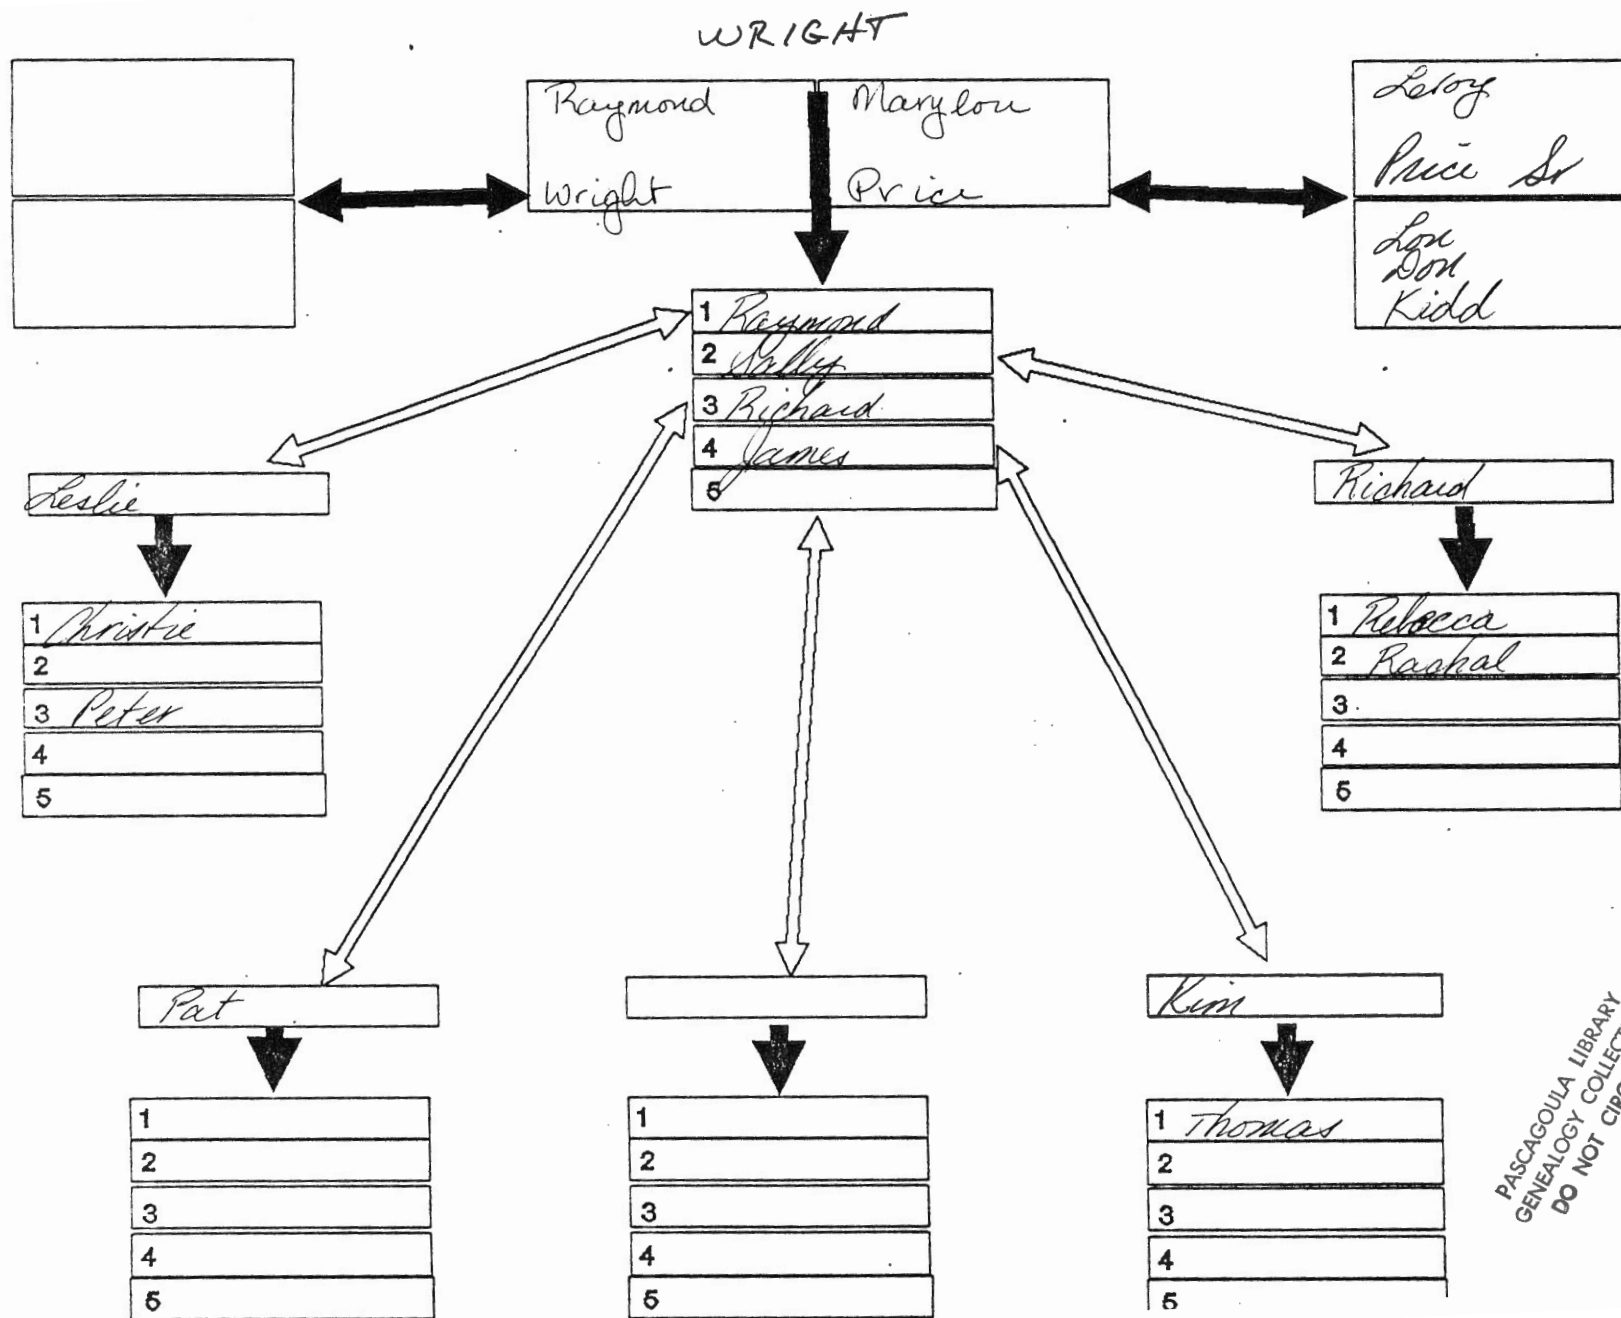 WRIGHT
Raymond
Wright
Marylou
Price
Leroy
Price Sr
Lou
Don
Kidd
1 Raymond
2 Sally
3 Richard
4 James
5
Leslie
1 Christie
2
3 Peter
4
5
Richard
1 Rebecca
2 Rachal
3
4
5
Pat
1
2
3
4
5
1
2
3
4
5
Kim
1 Thomas
2
3
4
5
PASCAGOULA LIBRARY
GENEALOGY COLLECT
DO NOT CIRC